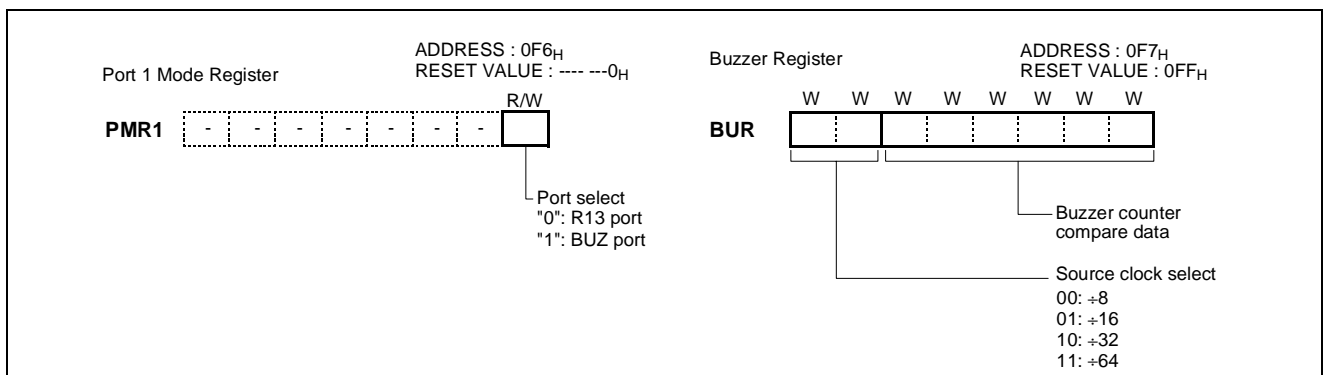 Port 1 Mode Register
ADDRESS : 0F6H
RESET VALUE : ---- ---0H
R/W
PMR1 - - - - - - -
Port select
"0": R13 port
"1": BUZ port
Buzzer Register
ADDRESS : 0F7H
RESET VALUE : 0FFH
W W W W W W W W
BUR
Buzzer counter
compare data
Source clock select
00: ÷8
01: ÷16
10: ÷32
11: ÷64